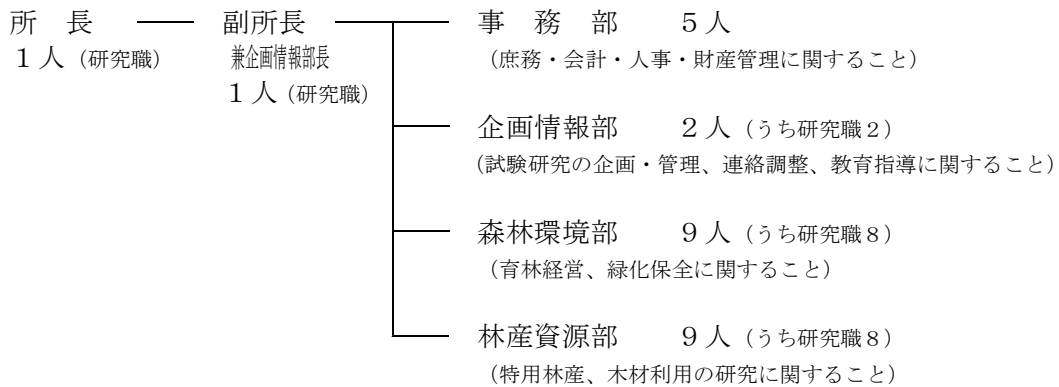 所　長
１人（研究職）
副所長
兼企画情報部長
１人（研究職）
事　務　部　　５人
（庶務・会計・人事・財産管理に関すること）
企画情報部　　２人（うち研究職２）
（試験研究の企画・管理、連絡調整、教育指導に関すること）
森林環境部　　９人（うち研究職８）
（育林経営、緑化保全に関すること）
林産資源部　　９人（うち研究職８）
（特用林産、木材利用の研究に関すること）